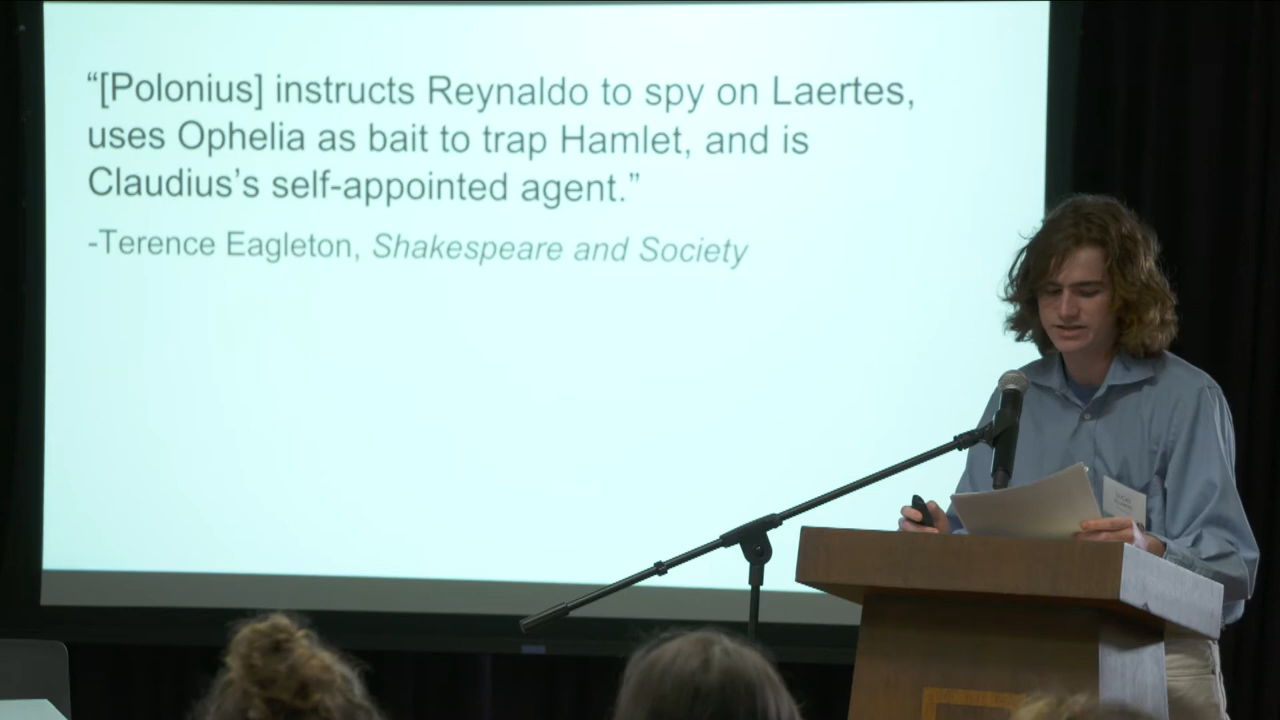 “[Polonius] instructs Reynaldo to spy on Laertes,
uses Ophelia as bait to trap Hamlet, and is
Claudius’s self-appointed agent.”
-Terence Eagleton, Shakespeare and Society